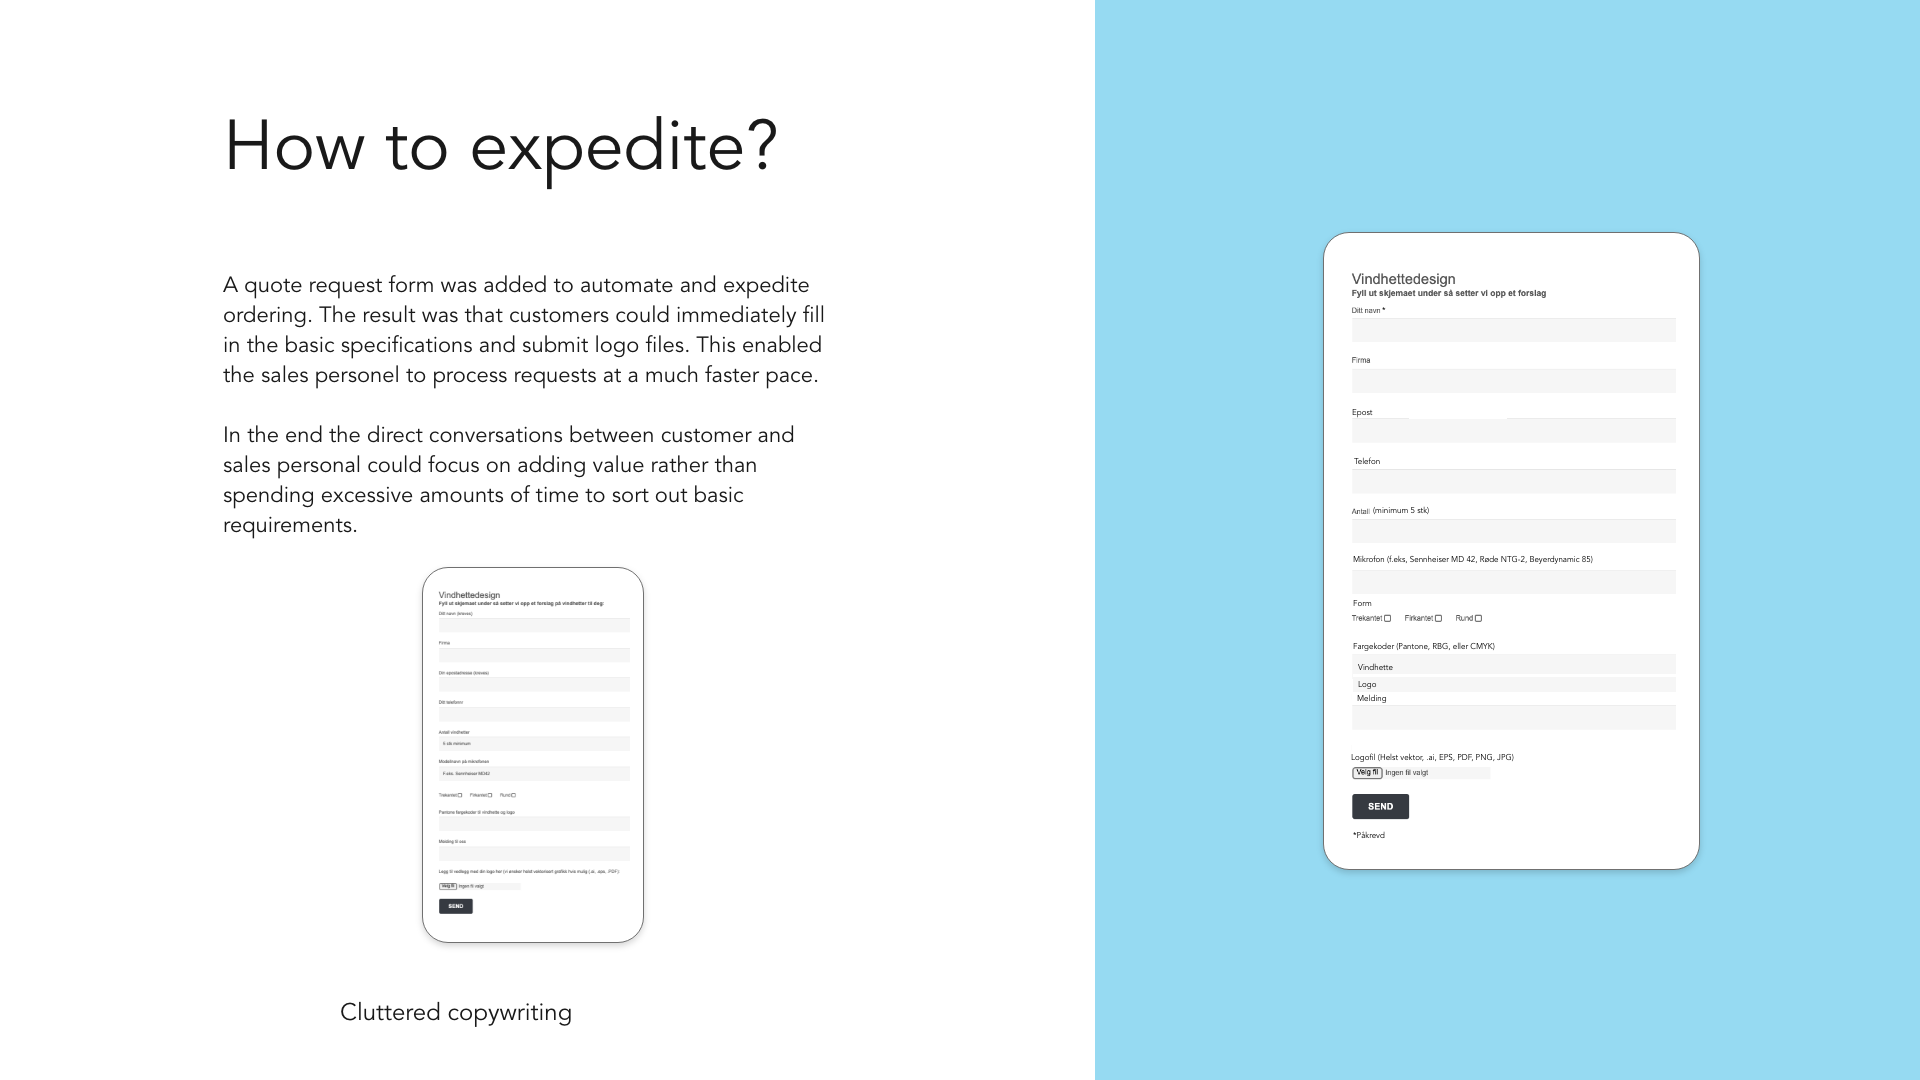 How to expedite?
A quote request form was added to automate and expedite
ordering. The result was that customers could immediately fill
in the basic specifications and submit logo files. This enabled
the sales personel to process requests at a much faster pace.
In the end the direct conversations between customer and
sales personal could focus on adding value rather than
spending excessive amounts of time to sort out basic
requirements.
Vindhettedesign
Fyll ut skjemaet under så setter vi opp et forslag på vindhetter til deg:
Ditt navn (kreves)
Firma
Din epostadresse (kreves)
Ditt telefonnr
Antall vindhetter
5 stk minimum
Modellnavn på mikrofonen
F.eks. Sennheiser MD42
Trekantet Firkantet Rund
Pantone fargekoder til vindhette og logo
Melding til oss
Legg til vedlegg med din logo her (vi ønsker helst vektorisert grafikk hvis mulig (.ai, .eps, .PDF):
Velg fil Ingen fil valgt
SEND
Cluttered copywriting
Vindhettedesign
Fyll ut skjemaet under så setter vi opp et forslag
Ditt navn *
Firma
Epost
Telefon
Antall (minimum 5 stk)
Mikrofon (f.eks, Sennheiser MD 42, Røde NTG-2, Beyerdynamic 85)
Form
Trekantet Firkantet Rund
Fargekoder (Pantone, RBG, eller CMYK)
Vindhette
Logo
Melding
Logofil (Helst vektor, .ai, EPS, PDF, PNG, JPG)
Velg fil Ingen fil valgt
SEND
*Påkrevd